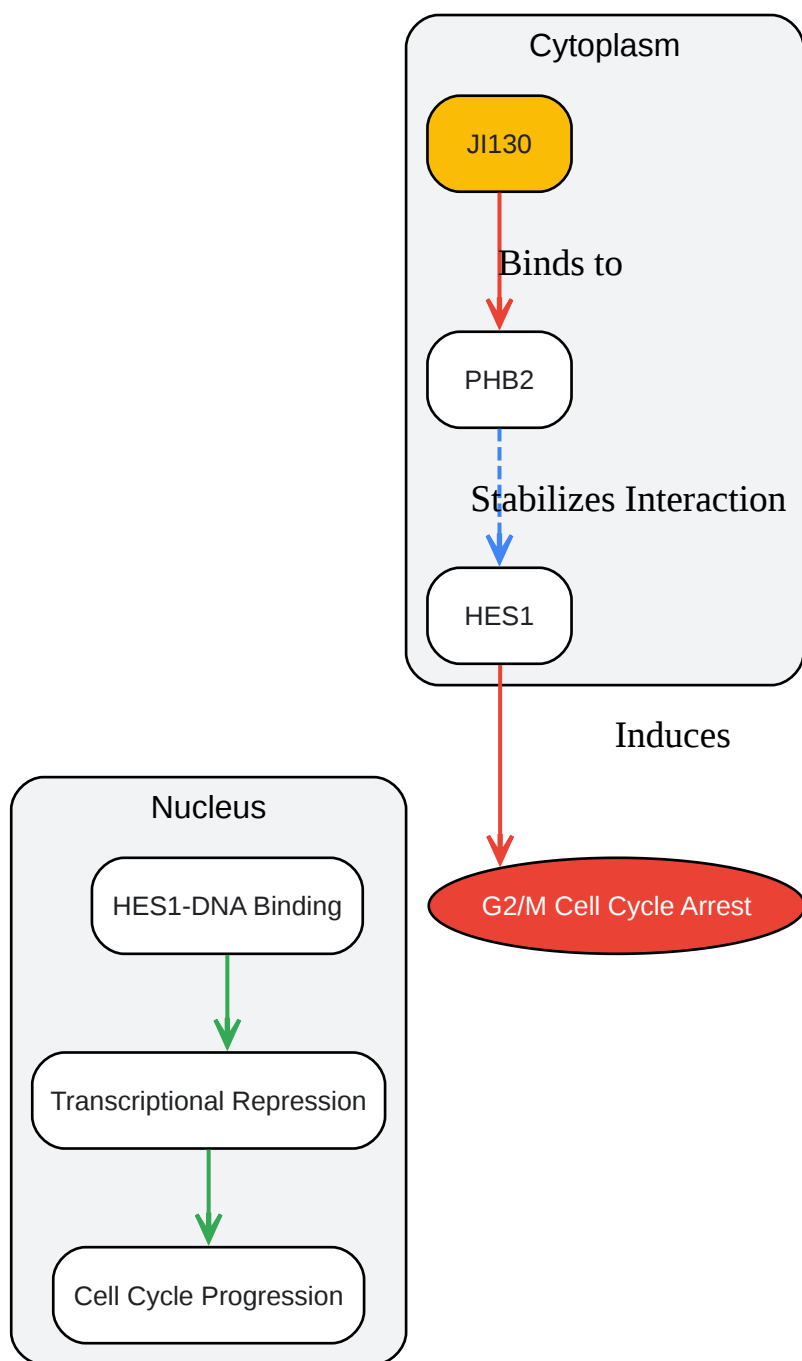 Cytoplasm
JI130
Binds to
PHB2
Stabilizes Interaction
HES1
Induces
Nucleus
HES1-DNA Binding
G2/M Cell Cycle Arrest
Transcriptional Repression
Cell Cycle Progression